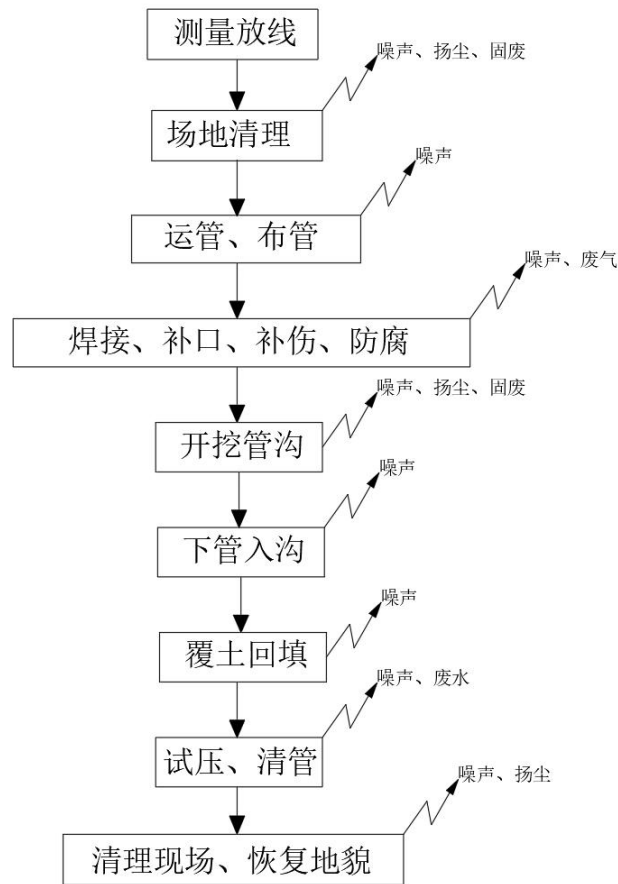 测量放线
噪声、扬尘、固废
场地清理
噪声
运管、布管
噪声、废气
焊接、补口、补伤、防腐
噪声、扬尘、固废
开挖管沟
噪声
下管入沟
噪声
覆土回填
噪声、废水
试压、清管
噪声、扬尘
清理现场、恢复地貌